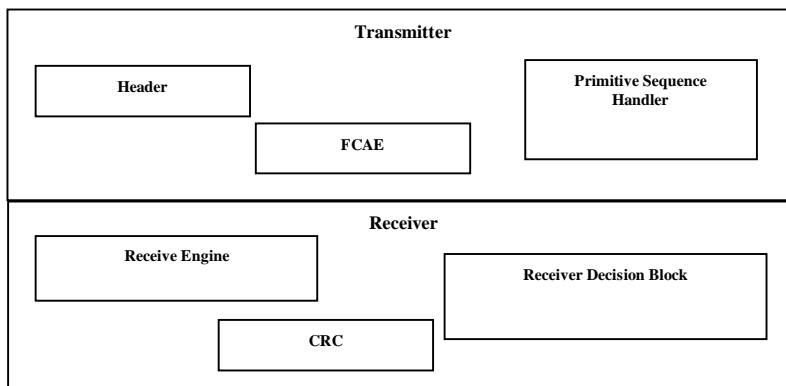 Transmitter
Header
Primitive Sequence
Handler
FCAE
Receiver
Receive Engine
Receiver Decision Block
CRC